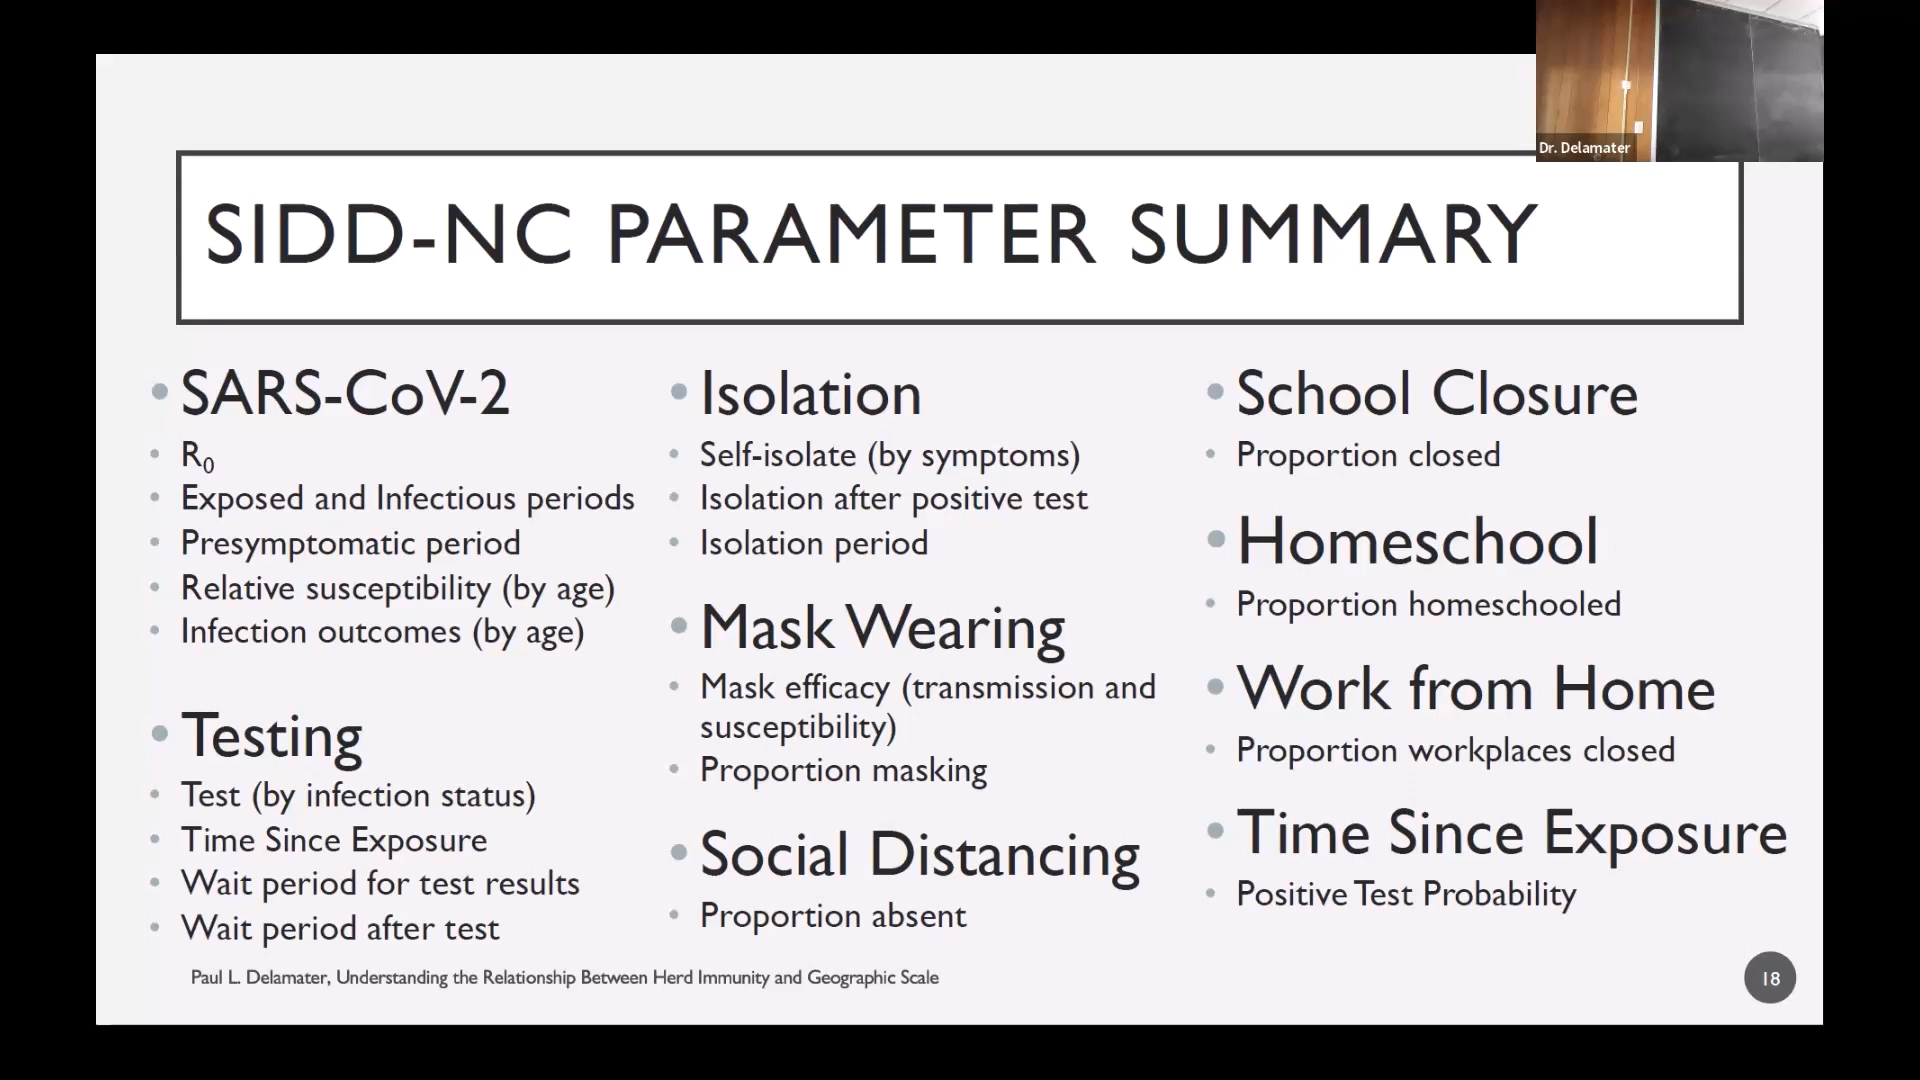 Dr. Delamater
SIDD-NC PARAMETER SUMMARY
SARS-CoV-2
R₀
Exposed and Infectious periods
Presymptomatic period
Relative susceptibility (by age)
Infection outcomes (by age)
Testing
Test (by infection status)
Time Since Exposure
Wait period for test results
Wait period after test
Isolation
Self-isolate (by symptoms)
Isolation after positive test
Isolation period
Mask Wearing
Mask efficacy (transmission and
susceptibility)
Proportion masking
Social Distancing
Proportion absent
School Closure
Proportion closed
Homeschool
Proportion homeschooled
Work from Home
Proportion workplaces closed
Time Since Exposure
Positive Test Probability
Paul L. Delamater, Understanding the Relationship Between Herd Immunity and Geographic Scale
18